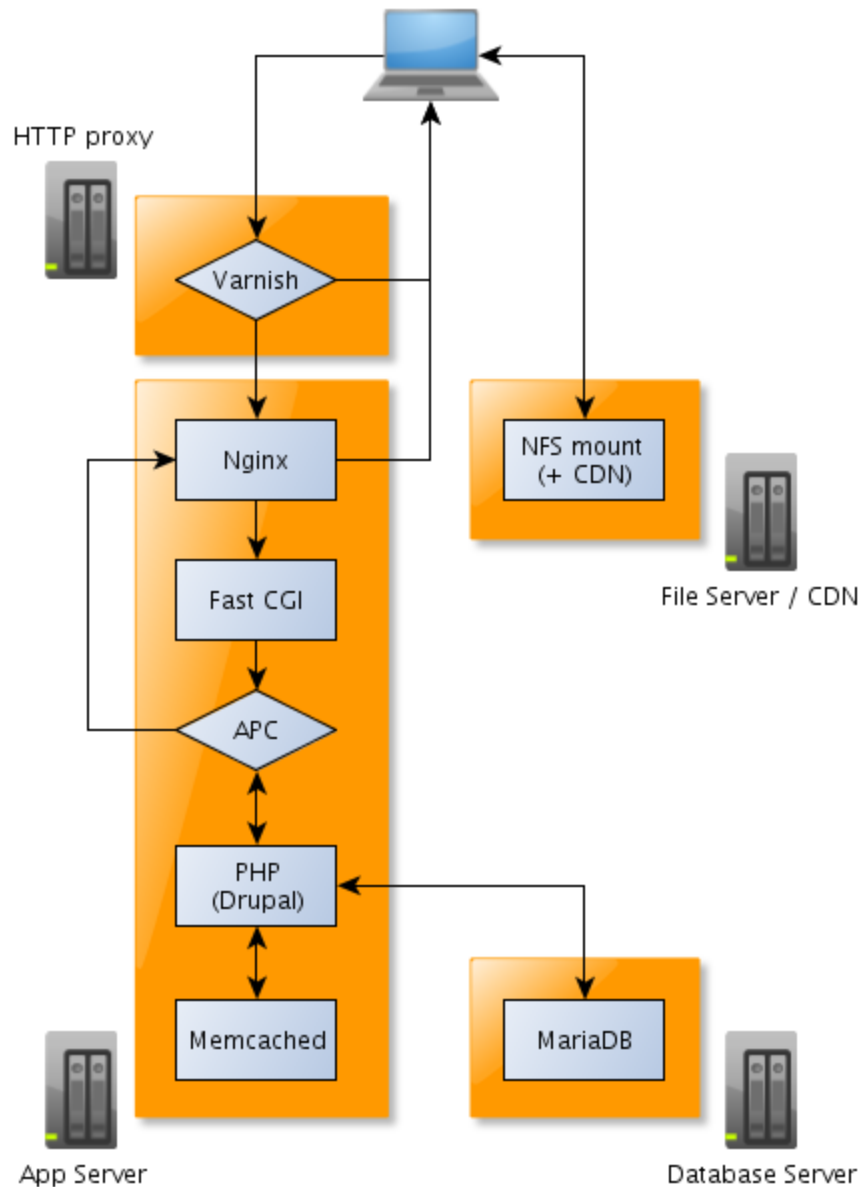 HTTP proxy
Varnish
Nginx
NFS mount
(+ CDN)
Fast CGI
File Server / CDN
APC
PHP
(Drupal)
Memcached
MariaDB
App Server
Database Server